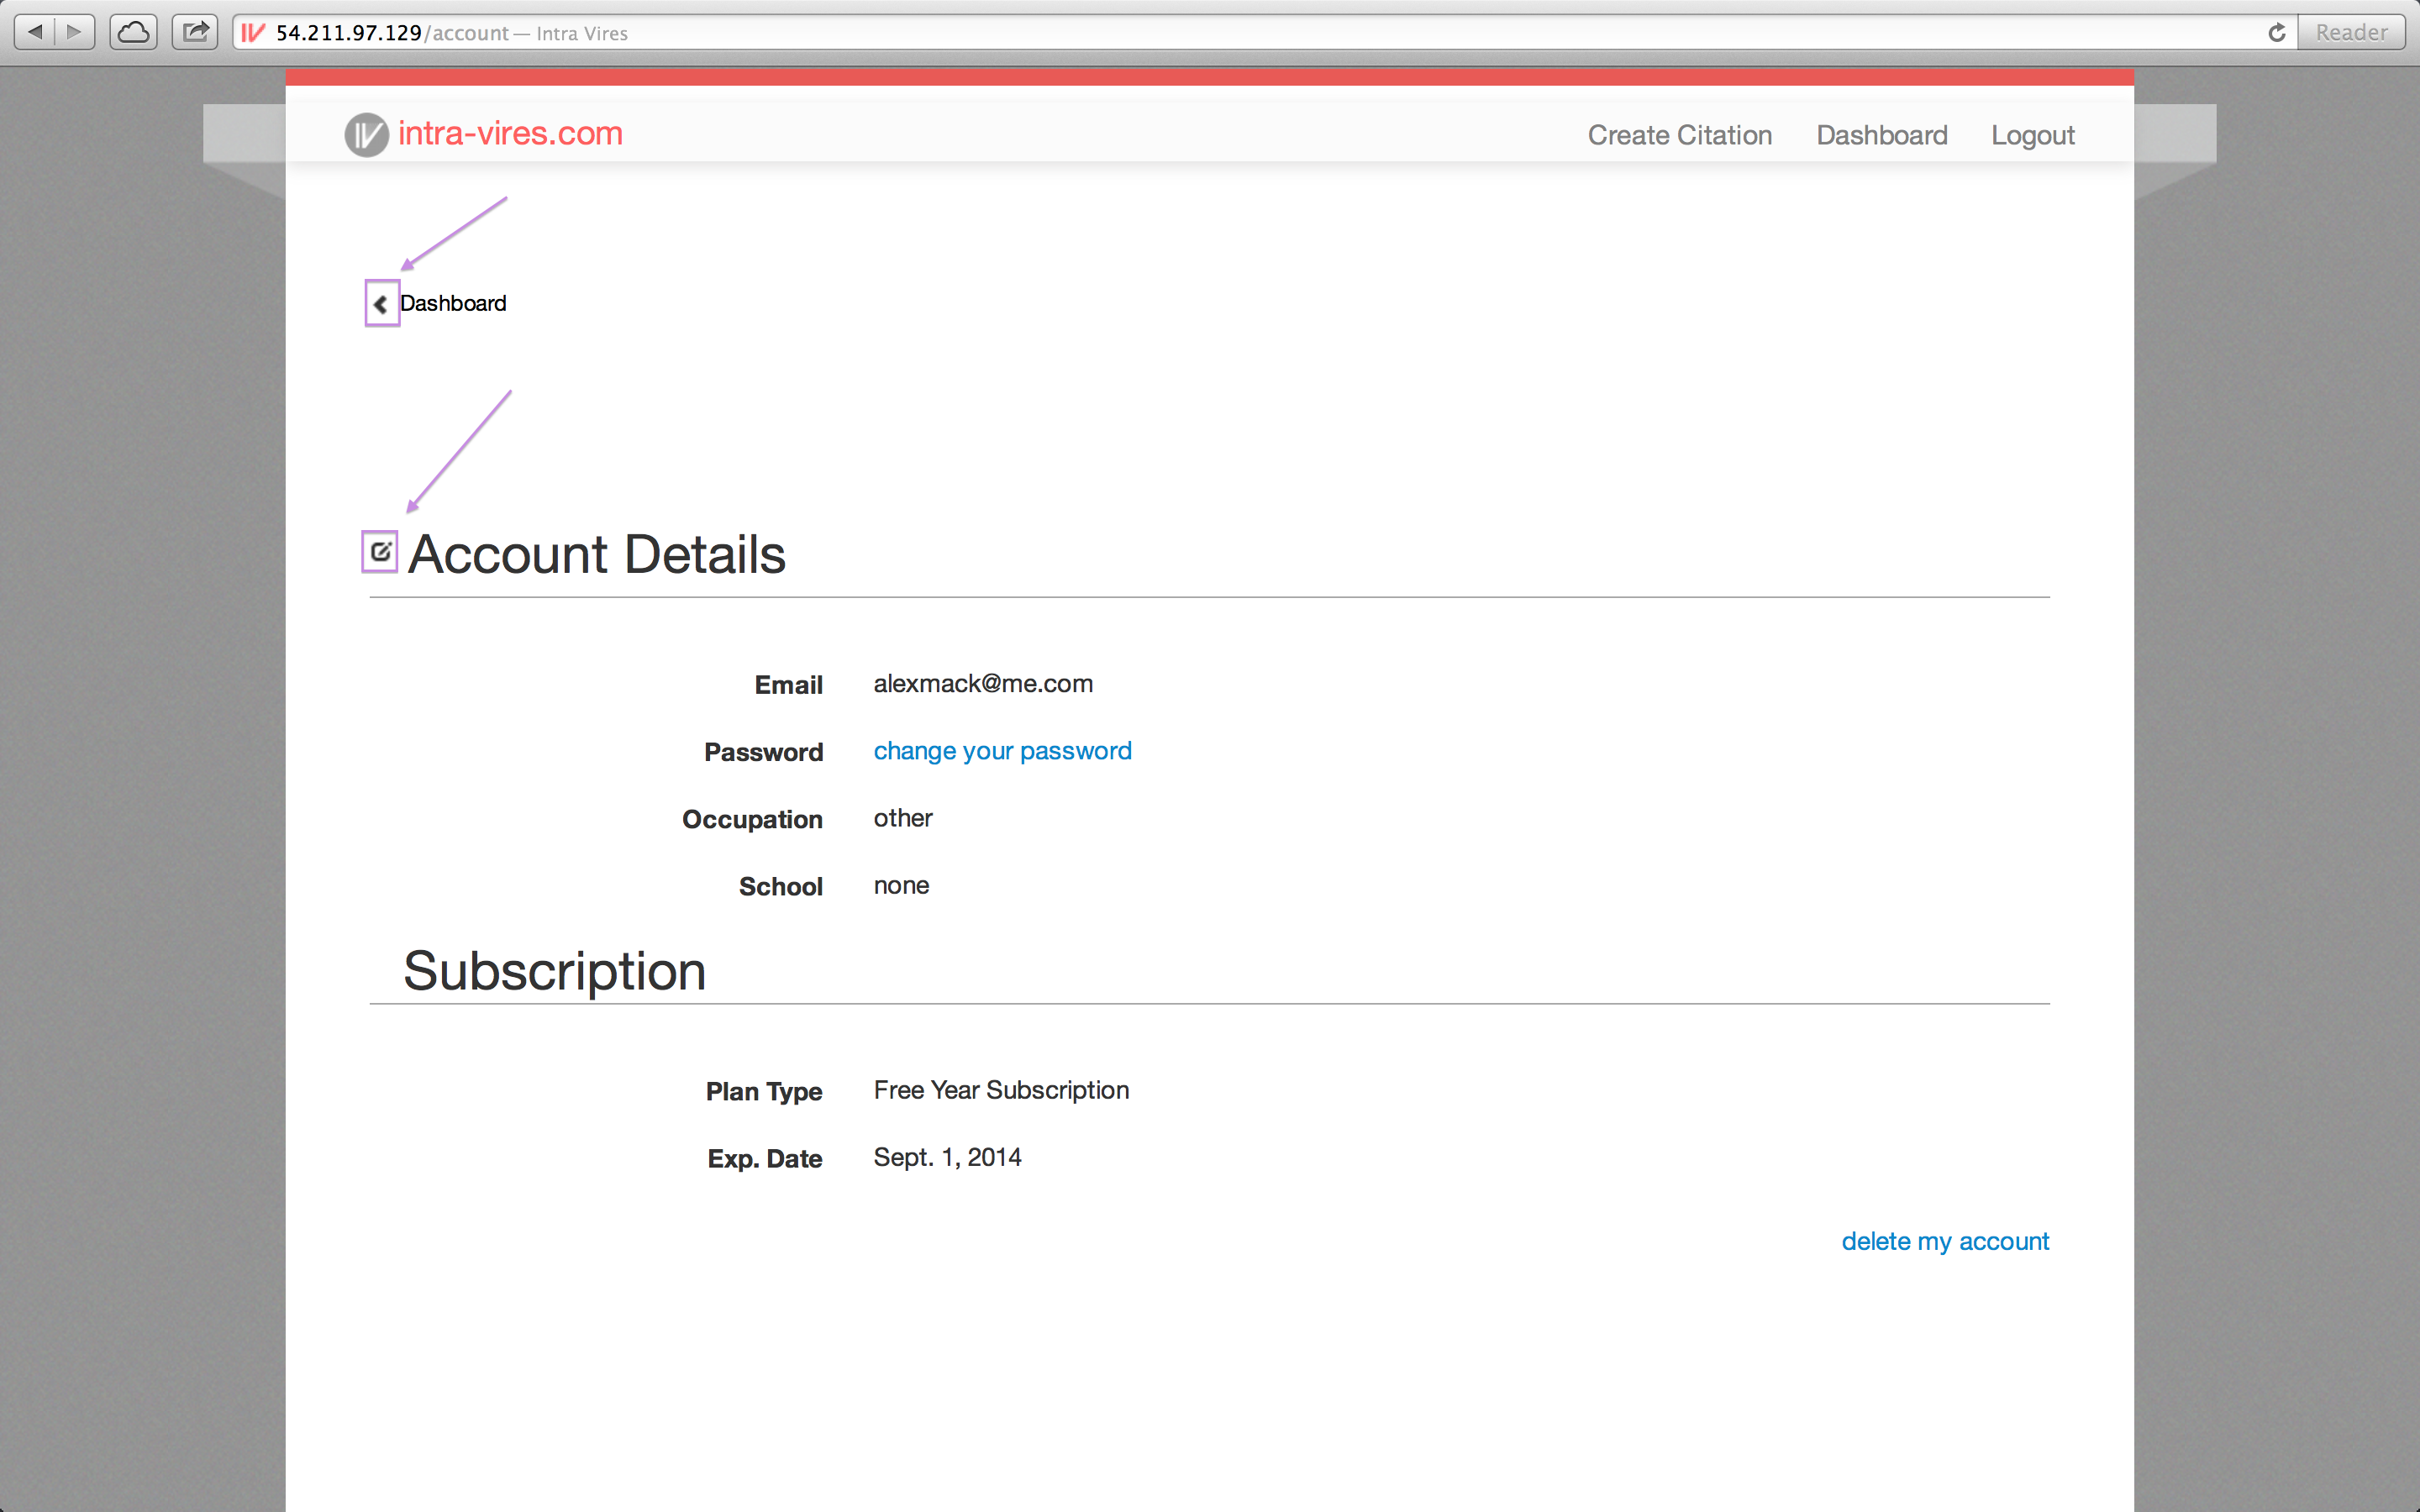 54.211.97.129/account — Intra Vires
Reader
IV intra-vires.com
Create Citation Dashboard Logout
Dashboard
Account Details
Email alexmack@me.com
Password change your password
Occupation other
School none
Subscription
Plan Type Free Year Subscription
Exp. Date Sept. 1, 2014
delete my account